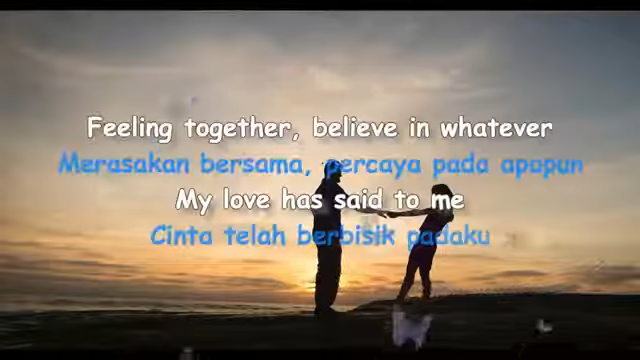 Feeling together, believe in whatever
Merasakan bersama, percaya pada apapun
My love has said to me
Cinta telah berbisik padaku